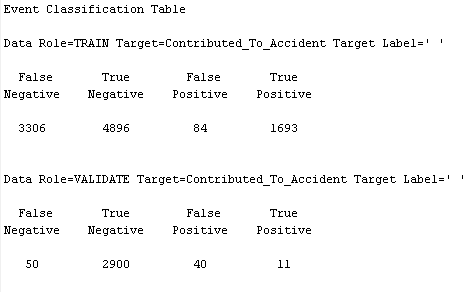 Event Classification Table
Data Role=TRAIN Target=Contributed_To_Accident Target Label=' '
False True False True
Negative Negative Positive Positive
3306 4896 84 1693
Data Role=VALIDATE Target=Contributed_To_Accident Target Label=' '
False True False True
Negative Negative Positive Positive
50 2900 40 11